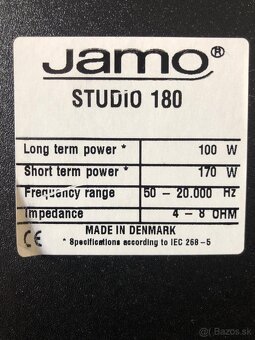 Jamo®
STUDIO 180
Long term power * 100 W
Short term power * 170 W
Frequency range 50 – 20.000 Hz
Impedance 4 – 8 OHM
MADE IN DENMARK
CE * Specifications according to IEC 268-5
bazos.sk